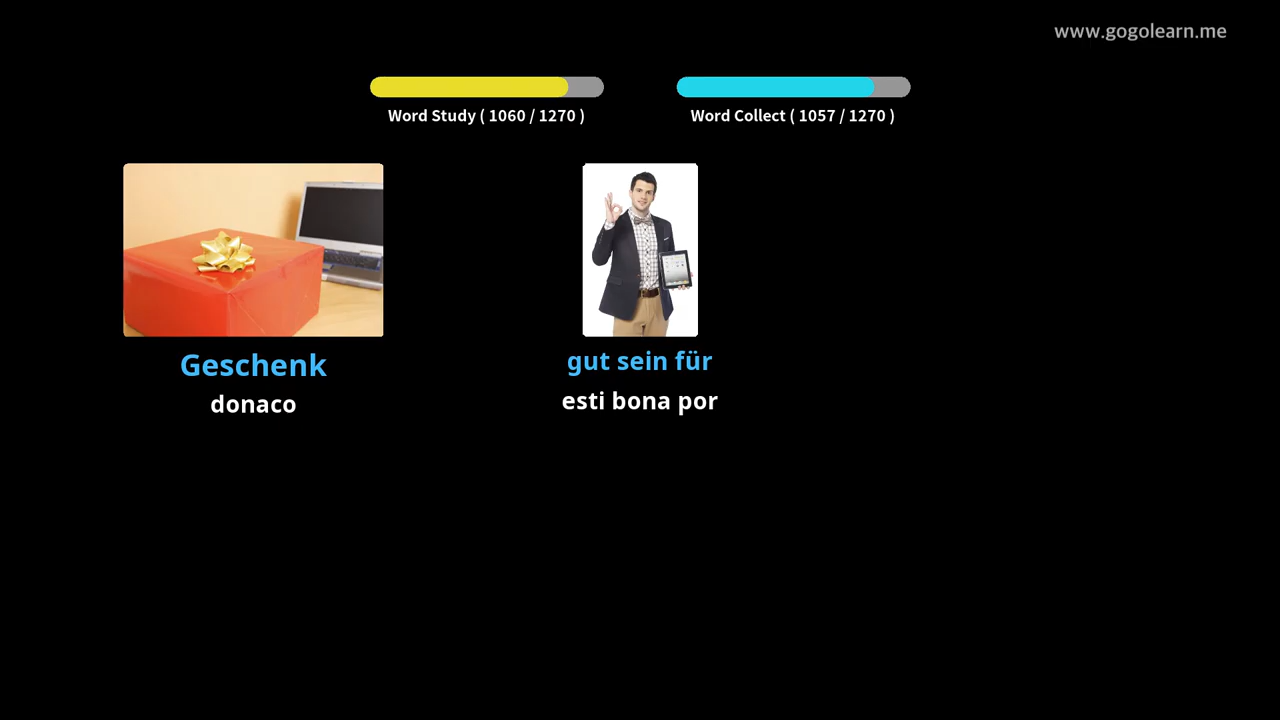 www.gogolearn.me
Word Study ( 1060 / 1270 )
Word Collect ( 1057 / 1270 )
Geschenk
donaco
gut sein für
esti bona por